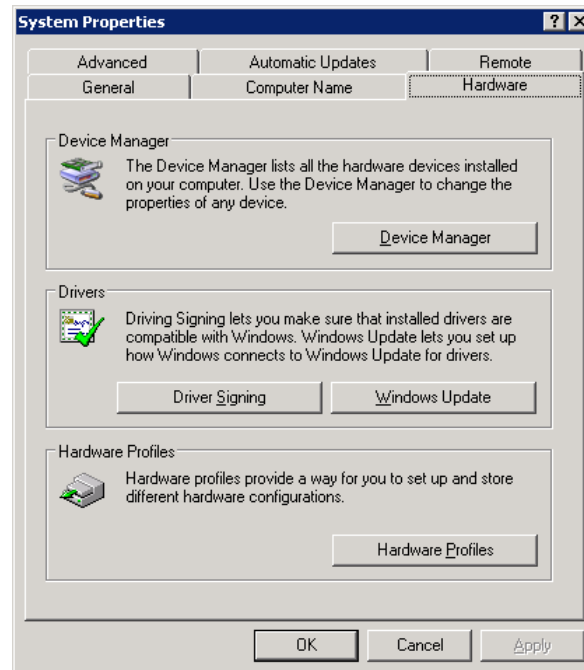 System Properties
Advanced
Automatic Updates
Remote
General
Computer Name
Hardware
Device Manager
The Device Manager lists all the hardware devices installed
on your computer. Use the Device Manager to change the
properties of any device.
Device Manager
Drivers
Driving Signing lets you make sure that installed drivers are
compatible with Windows. Windows Update lets you set up
how Windows connects to Windows Update for drivers.
Driver Signing
Windows Update
Hardware Profiles
Hardware profiles provide a way for you to set up and store
different hardware configurations.
Hardware Profiles
OK
Cancel
Apply